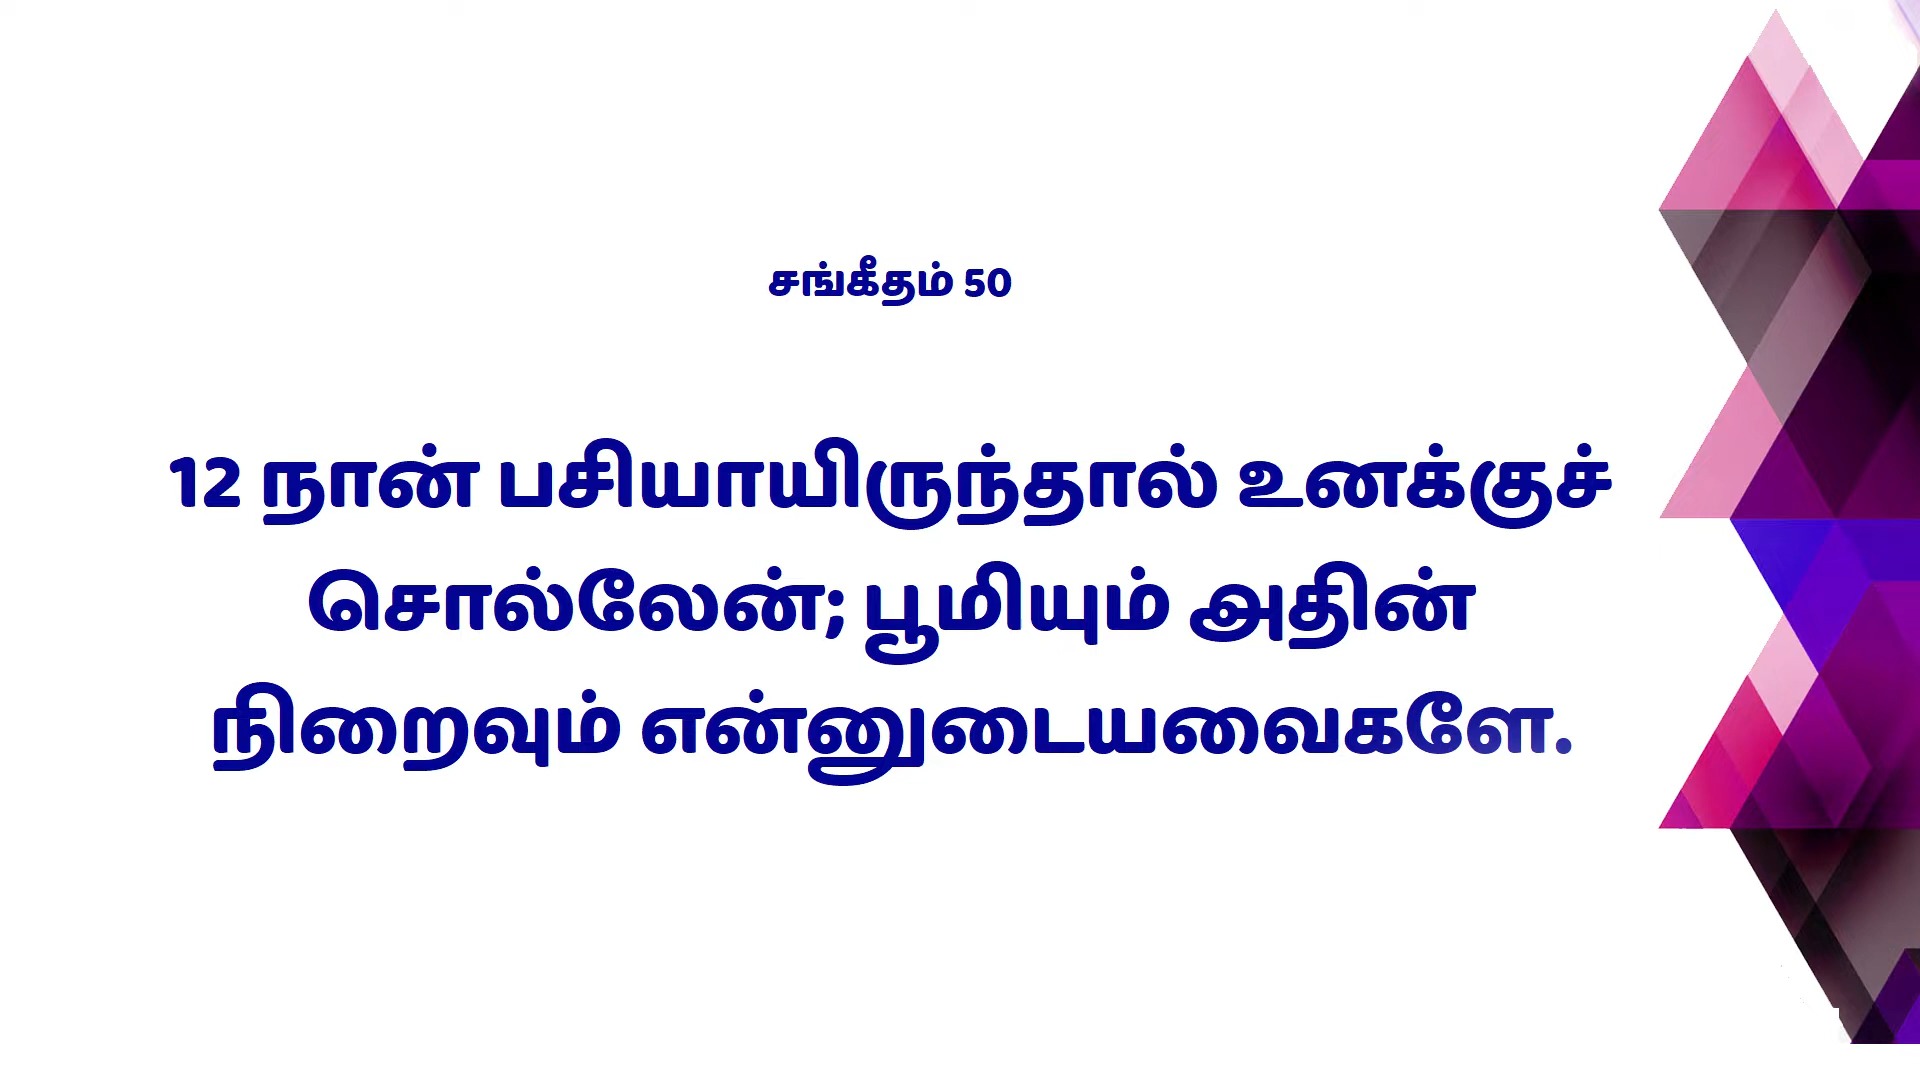 சங்கீதம் 50
12 நான் பசியாயிருந்தால் உனக்குச்
சொல்லேன்; பூமியும் அதின்
நிறைவும் என்னுடையவைகளே.